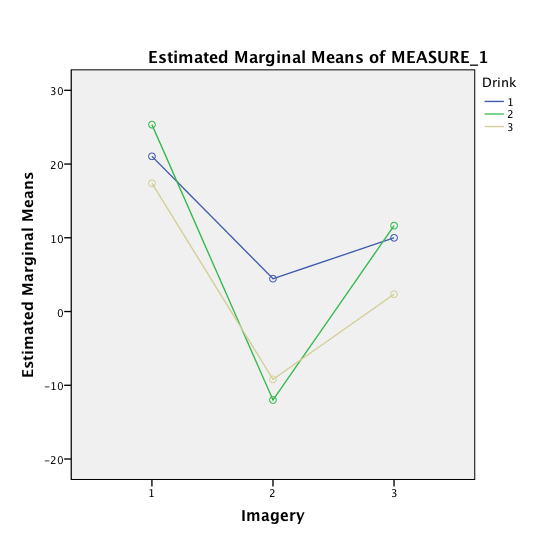 Estimated Marginal Means of MEASURE_1
Drink
1
2
3
Estimated Marginal Means
30
20
10
0
-10
-20
1 2 3
Imagery